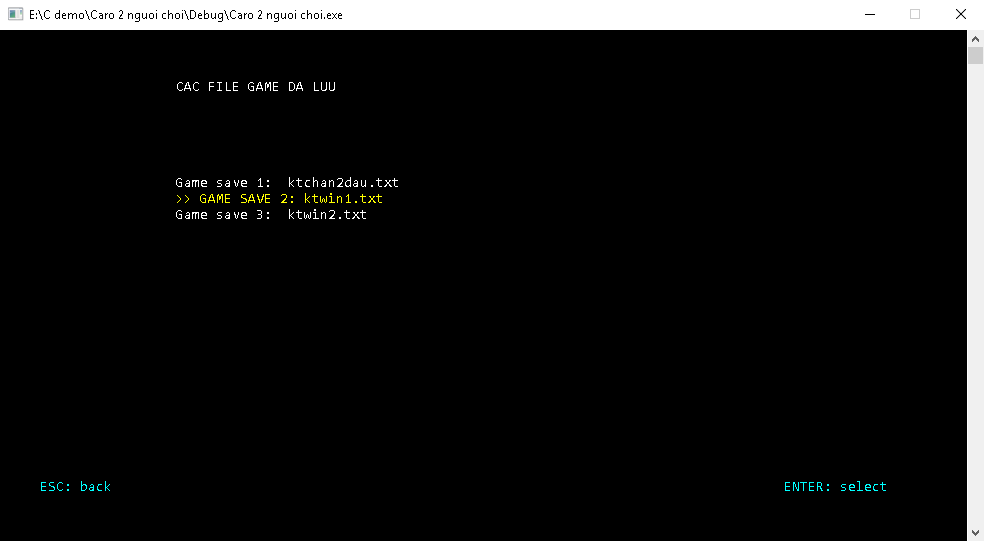 E:\C demo\Caro 2 nguoi choi\Debug\Caro 2 nguoi choi.exe
CAC FILE GAME DA LUU
Game save 1:  ktchan2dau.txt
>> GAME SAVE 2: ktwin1.txt
Game save 3:  ktwin2.txt
ESC: back
ENTER: select